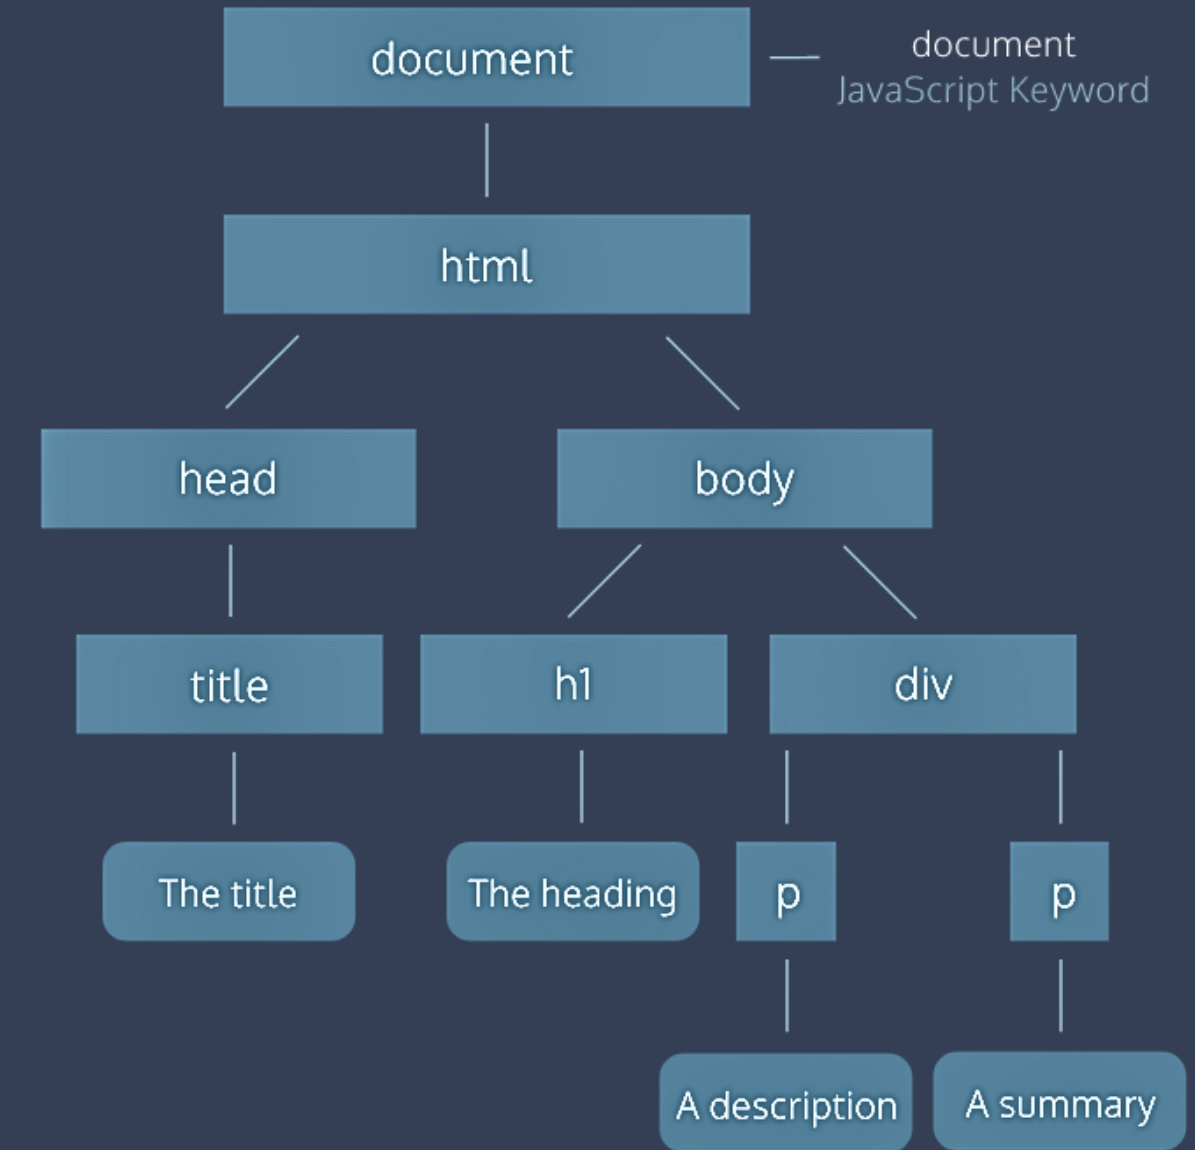 document
document
JavaScript Keyword
html
head
body
title
h1
div
The title
The heading
p
p
A description
A summary